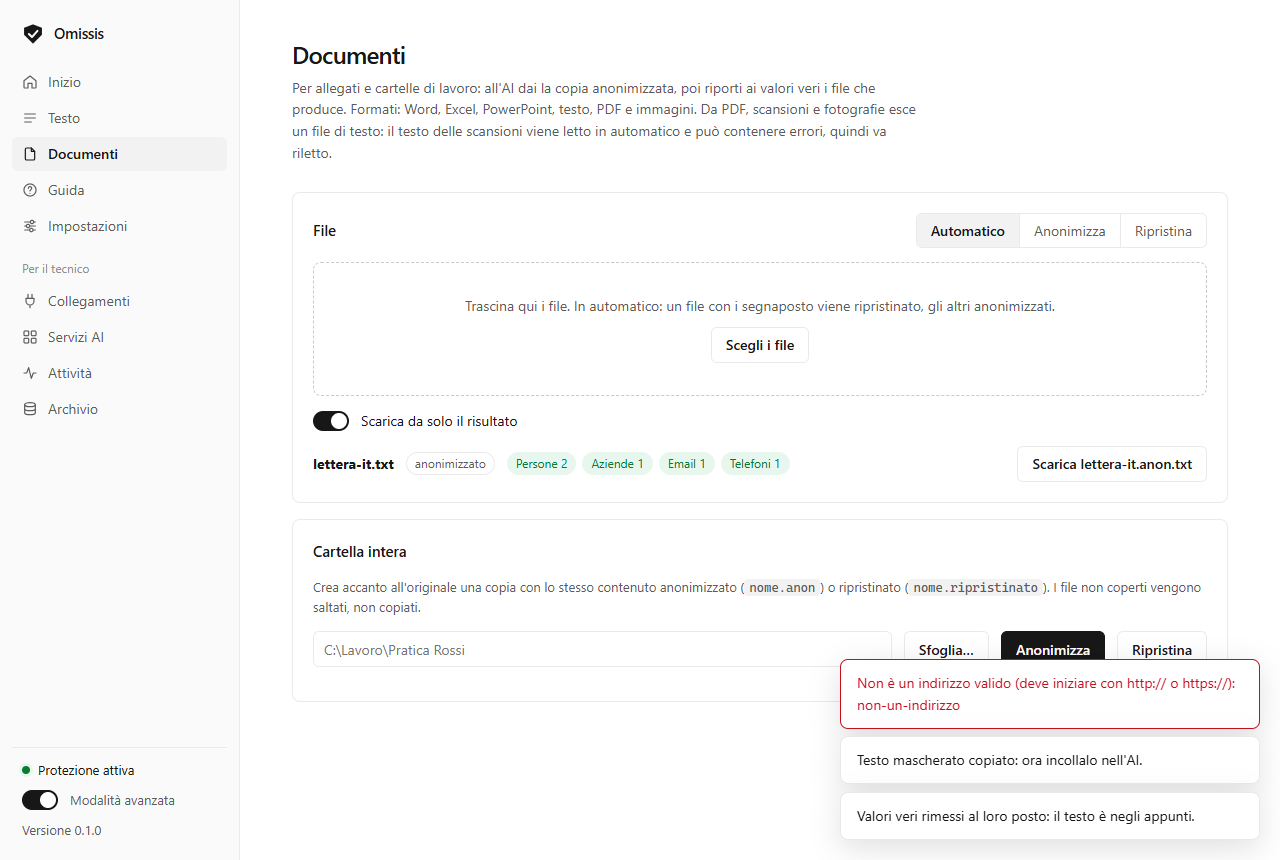 Omissis
Inizio
Testo
Documenti
Guida
Impostazioni
Per il tecnico
Collegamenti
Servizi AI
Attività
Archivio
Protezione attiva
Modalità avanzata
Versione 0.1.0
Documenti
Per allegati e cartelle di lavoro: all'AI dai la copia anonimizzata, poi riporti ai valori veri i file che
produce. Formati: Word, Excel, PowerPoint, testo, PDF e immagini. Da PDF, scansioni e fotografie esce
un file di testo: il testo delle scansioni viene letto in automatico e può contenere errori, quindi va
riletto.
File
Automatico Anonimizza Ripristina
Trascina qui i file. In automatico: un file con i segnaposto viene ripristinato, gli altri anonimizzati.
Scegli i file
Scarica da solo il risultato
lettera-it.txt anonimizzato Persone 2 Aziende 1 Email 1 Telefoni 1 Scarica lettera-it.anon.txt
Cartella intera
Crea accanto all'originale una copia con lo stesso contenuto anonimizzato ( nome.anon ) o ripristinato ( nome.ripristinato ). I file non coperti vengono
saltati, non copiati.
C:\Lavoro\Pratica Rossi Sfoglia... Anonimizza Ripristina
Non è un indirizzo valido (deve iniziare con http:// o https://):
non-un-indirizzo
Testo mascherato copiato: ora incollalo nell'AI.
Valori veri rimessi al loro posto: il testo è negli appunti.